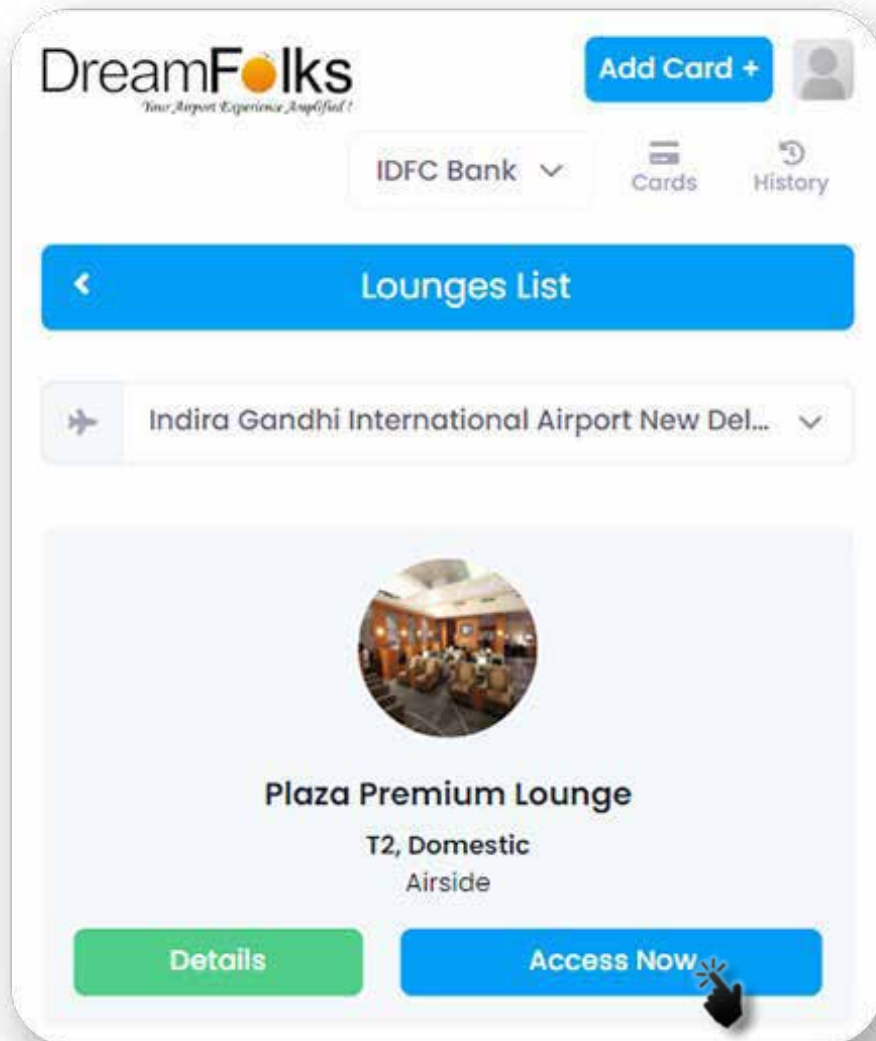 DreamFolks
Your Airport Experience Amplified !
Add Card +
IDFC Bank
Cards
History
Lounges List
Indira Gandhi International Airport New Del...
Plaza Premium Lounge
T2, Domestic
Airside
Details
Access Now